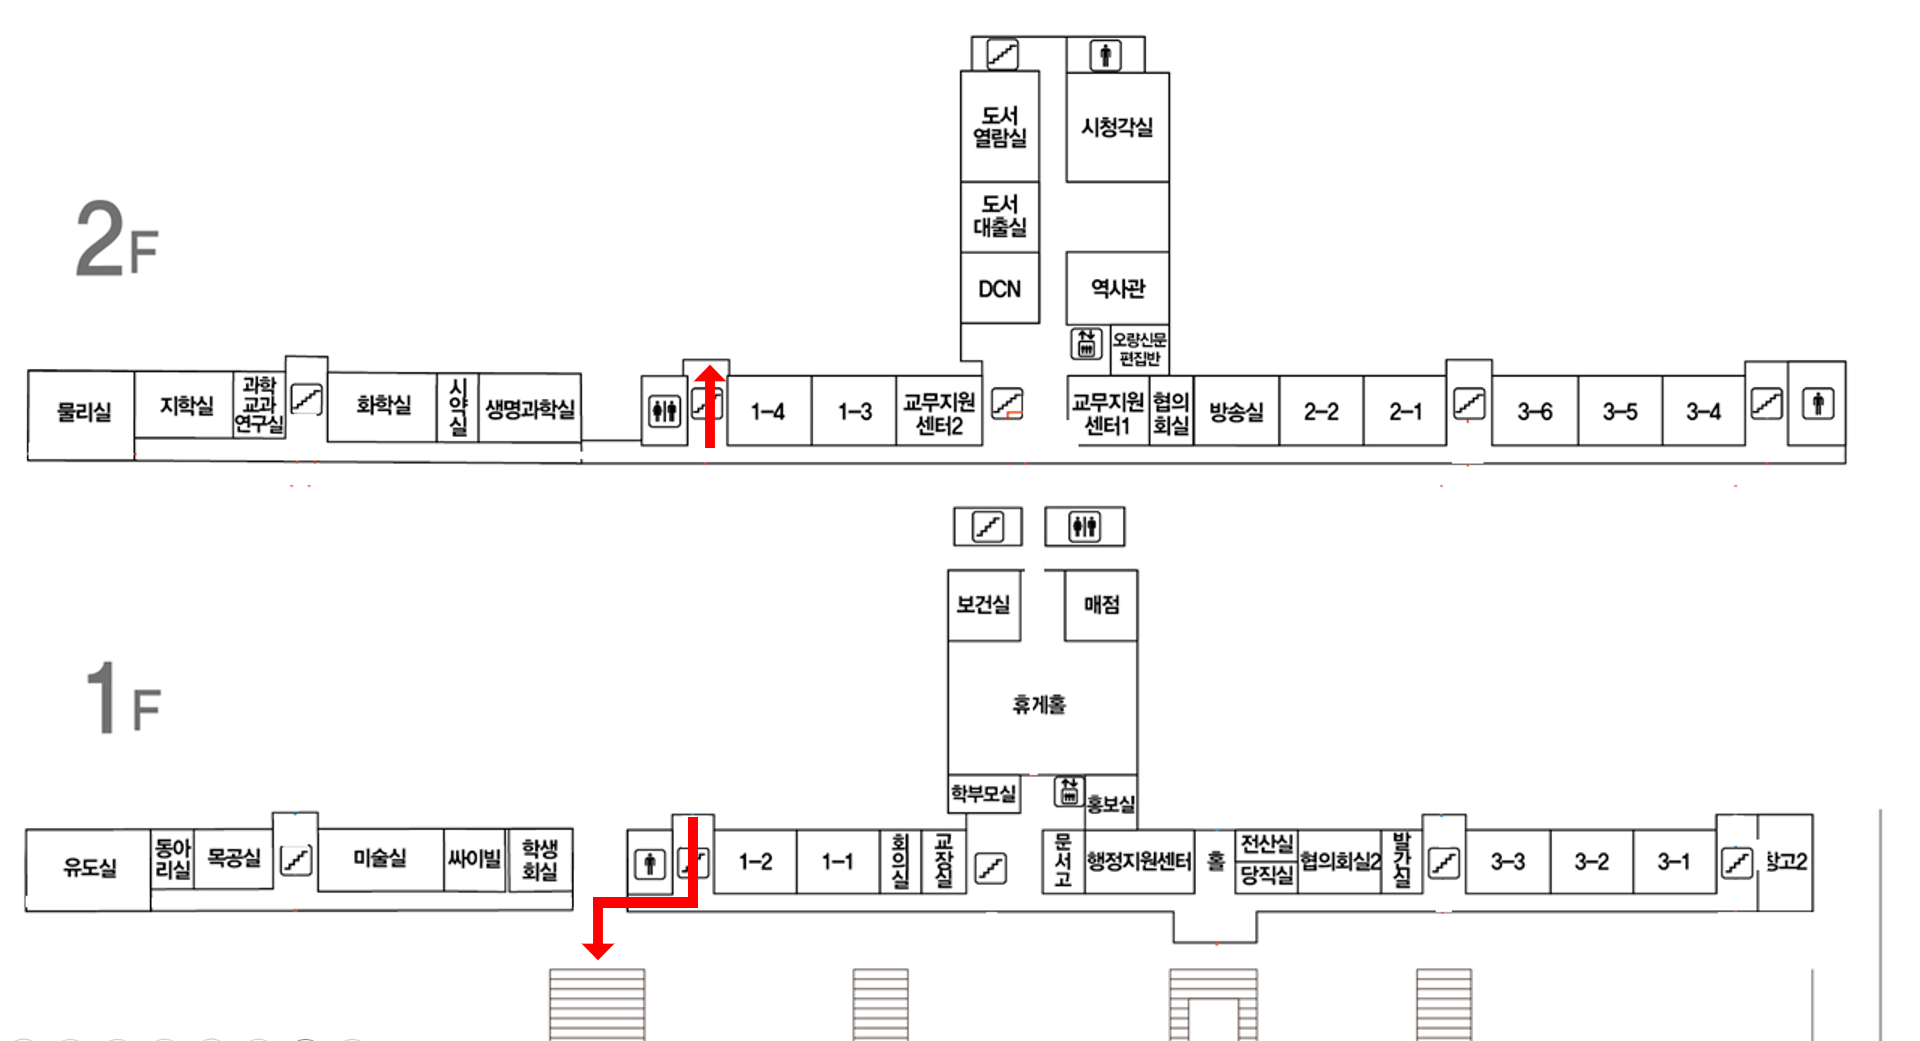 2F
도서
열람실
시청각실
도서
대출실
DCN
역사관
오량신문
편집반
물리실
지학실
과학
교과
연구실
화학실
시
약
실
생명과학실
1-4
1-3
교무지원
센터2
교무지원
센터1
협의
회실
방송실
2-2
2-1
3-6
3-5
3-4
1F
보건실
매점
휴게홀
학부모실
홍보실
유도실
동아
리실
목공실
미술실
싸이빌
학생
회실
1-2
1-1
회
의
실
교
장
실
문
서
고
행정지원센터
홀
전산실
당직실
협의회실2
발
간
실
3-3
3-2
3-1
창고2